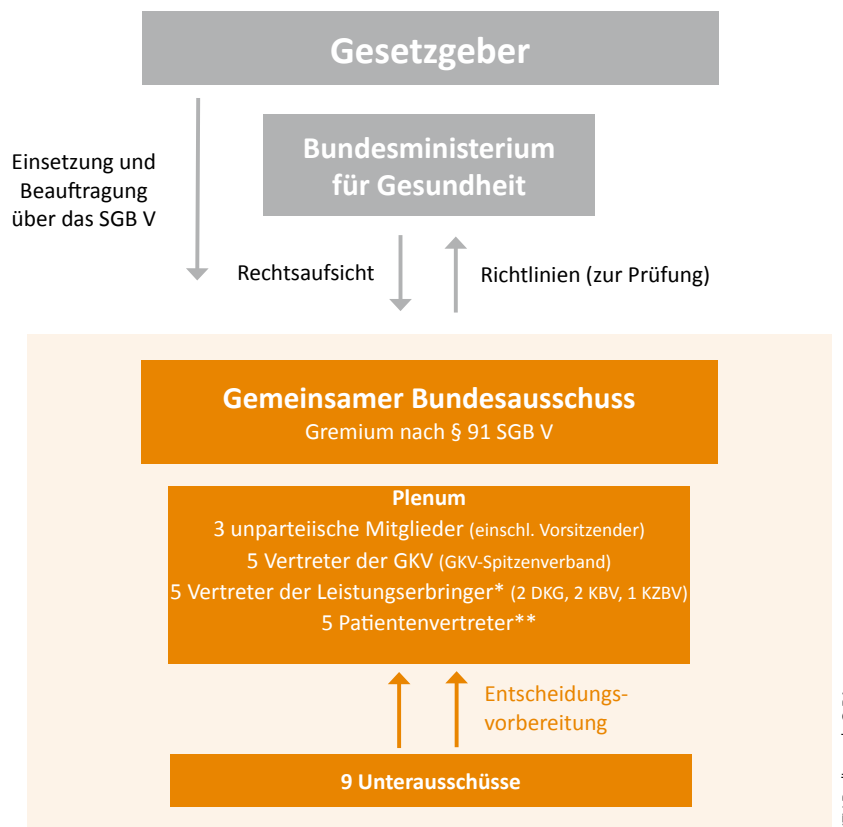 Gesetzgeber
Einsetzung und
Beauftragung
über das SGB V
Bundesministerium
für Gesundheit
Rechtsaufsicht
Richtlinien (zur Prüfung)
Gemeinsamer Bundesausschuss
Gremium nach § 91 SGB V
Plenum
3 unparteiische Mitglieder (einschl. Vorsitzender)
5 Vertreter der GKV (GKV-Spitzenverband)
5 Vertreter der Leistungserbringer* (2 DKG, 2 KBV, 1 KZBV)
5 Patientenvertreter**
Entscheidungs-
vorbereitung
9 Unterausschüsse